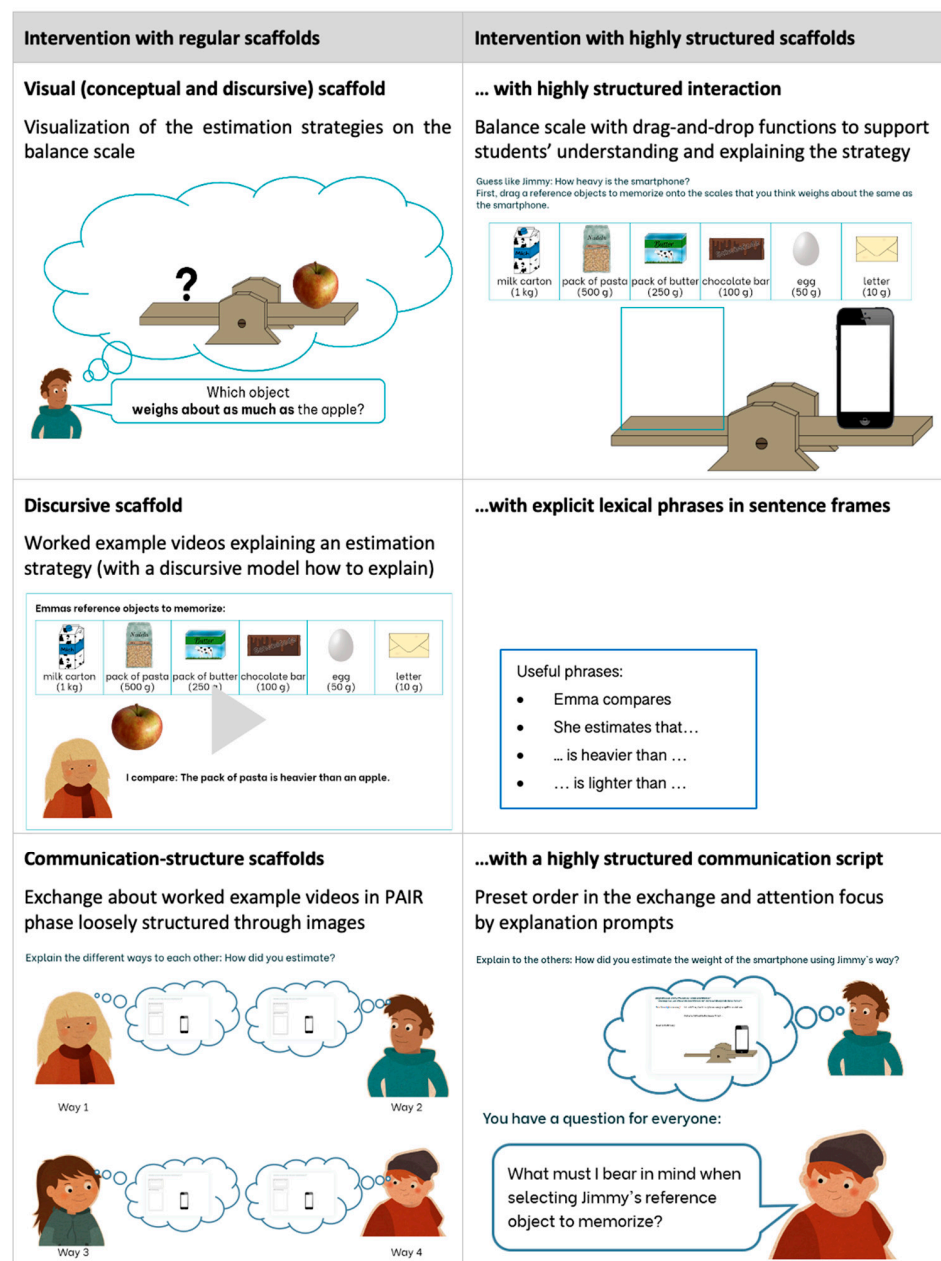 Intervention with regular scaffolds
Intervention with highly structured scaffolds
Visual (conceptual and discursive) scaffold
Visualization of the estimation strategies on the
balance scale
?
Which object
weighs about as much as the apple?
... with highly structured interaction
Balance scale with drag-and-drop functions to support
students' understanding and explaining the strategy
Guess like Jimmy: How heavy is the smartphone?
First, drag a reference objects to memorize onto the scales that you think weighs about the same as
the smartphone.
milk carton
(1 kg)
pack of pasta
(500 g)
pack of butter
(250 g)
chocolate bar
(100 g)
egg
(50 g)
letter
(10 g)
Discursive scaffold
Worked example videos explaining an estimation
strategy (with a discursive model how to explain)
Emmas reference objects to memorize:
milk carton
(1 kg)
pack of pasta
(500 g)
pack of butter
(250
chocolate bar
(100 g)
egg
(50 g)
letter
(10 g)
I compare: The pack of pasta is heavier than an apple.
...with explicit lexical phrases in sentence frames
Useful phrases:
• Emma compares
• She estimates that…
• ... is heavier than …
• … is lighter than …
Communication-structure scaffolds
Exchange about worked example videos in PAIR
phase loosely structured through images
Explain the different ways to each other: How did you estimate?
Way 1
Way 2
Way 3
Way 4
...with a highly structured communication script
Preset order in the exchange and attention focus
by explanation prompts
Explain to the others: How did you estimate the weight of the smartphone using Jimmy's way?
You have a question for everyone:
What must I bear in mind when
selecting Jimmy's reference
object to memorize?